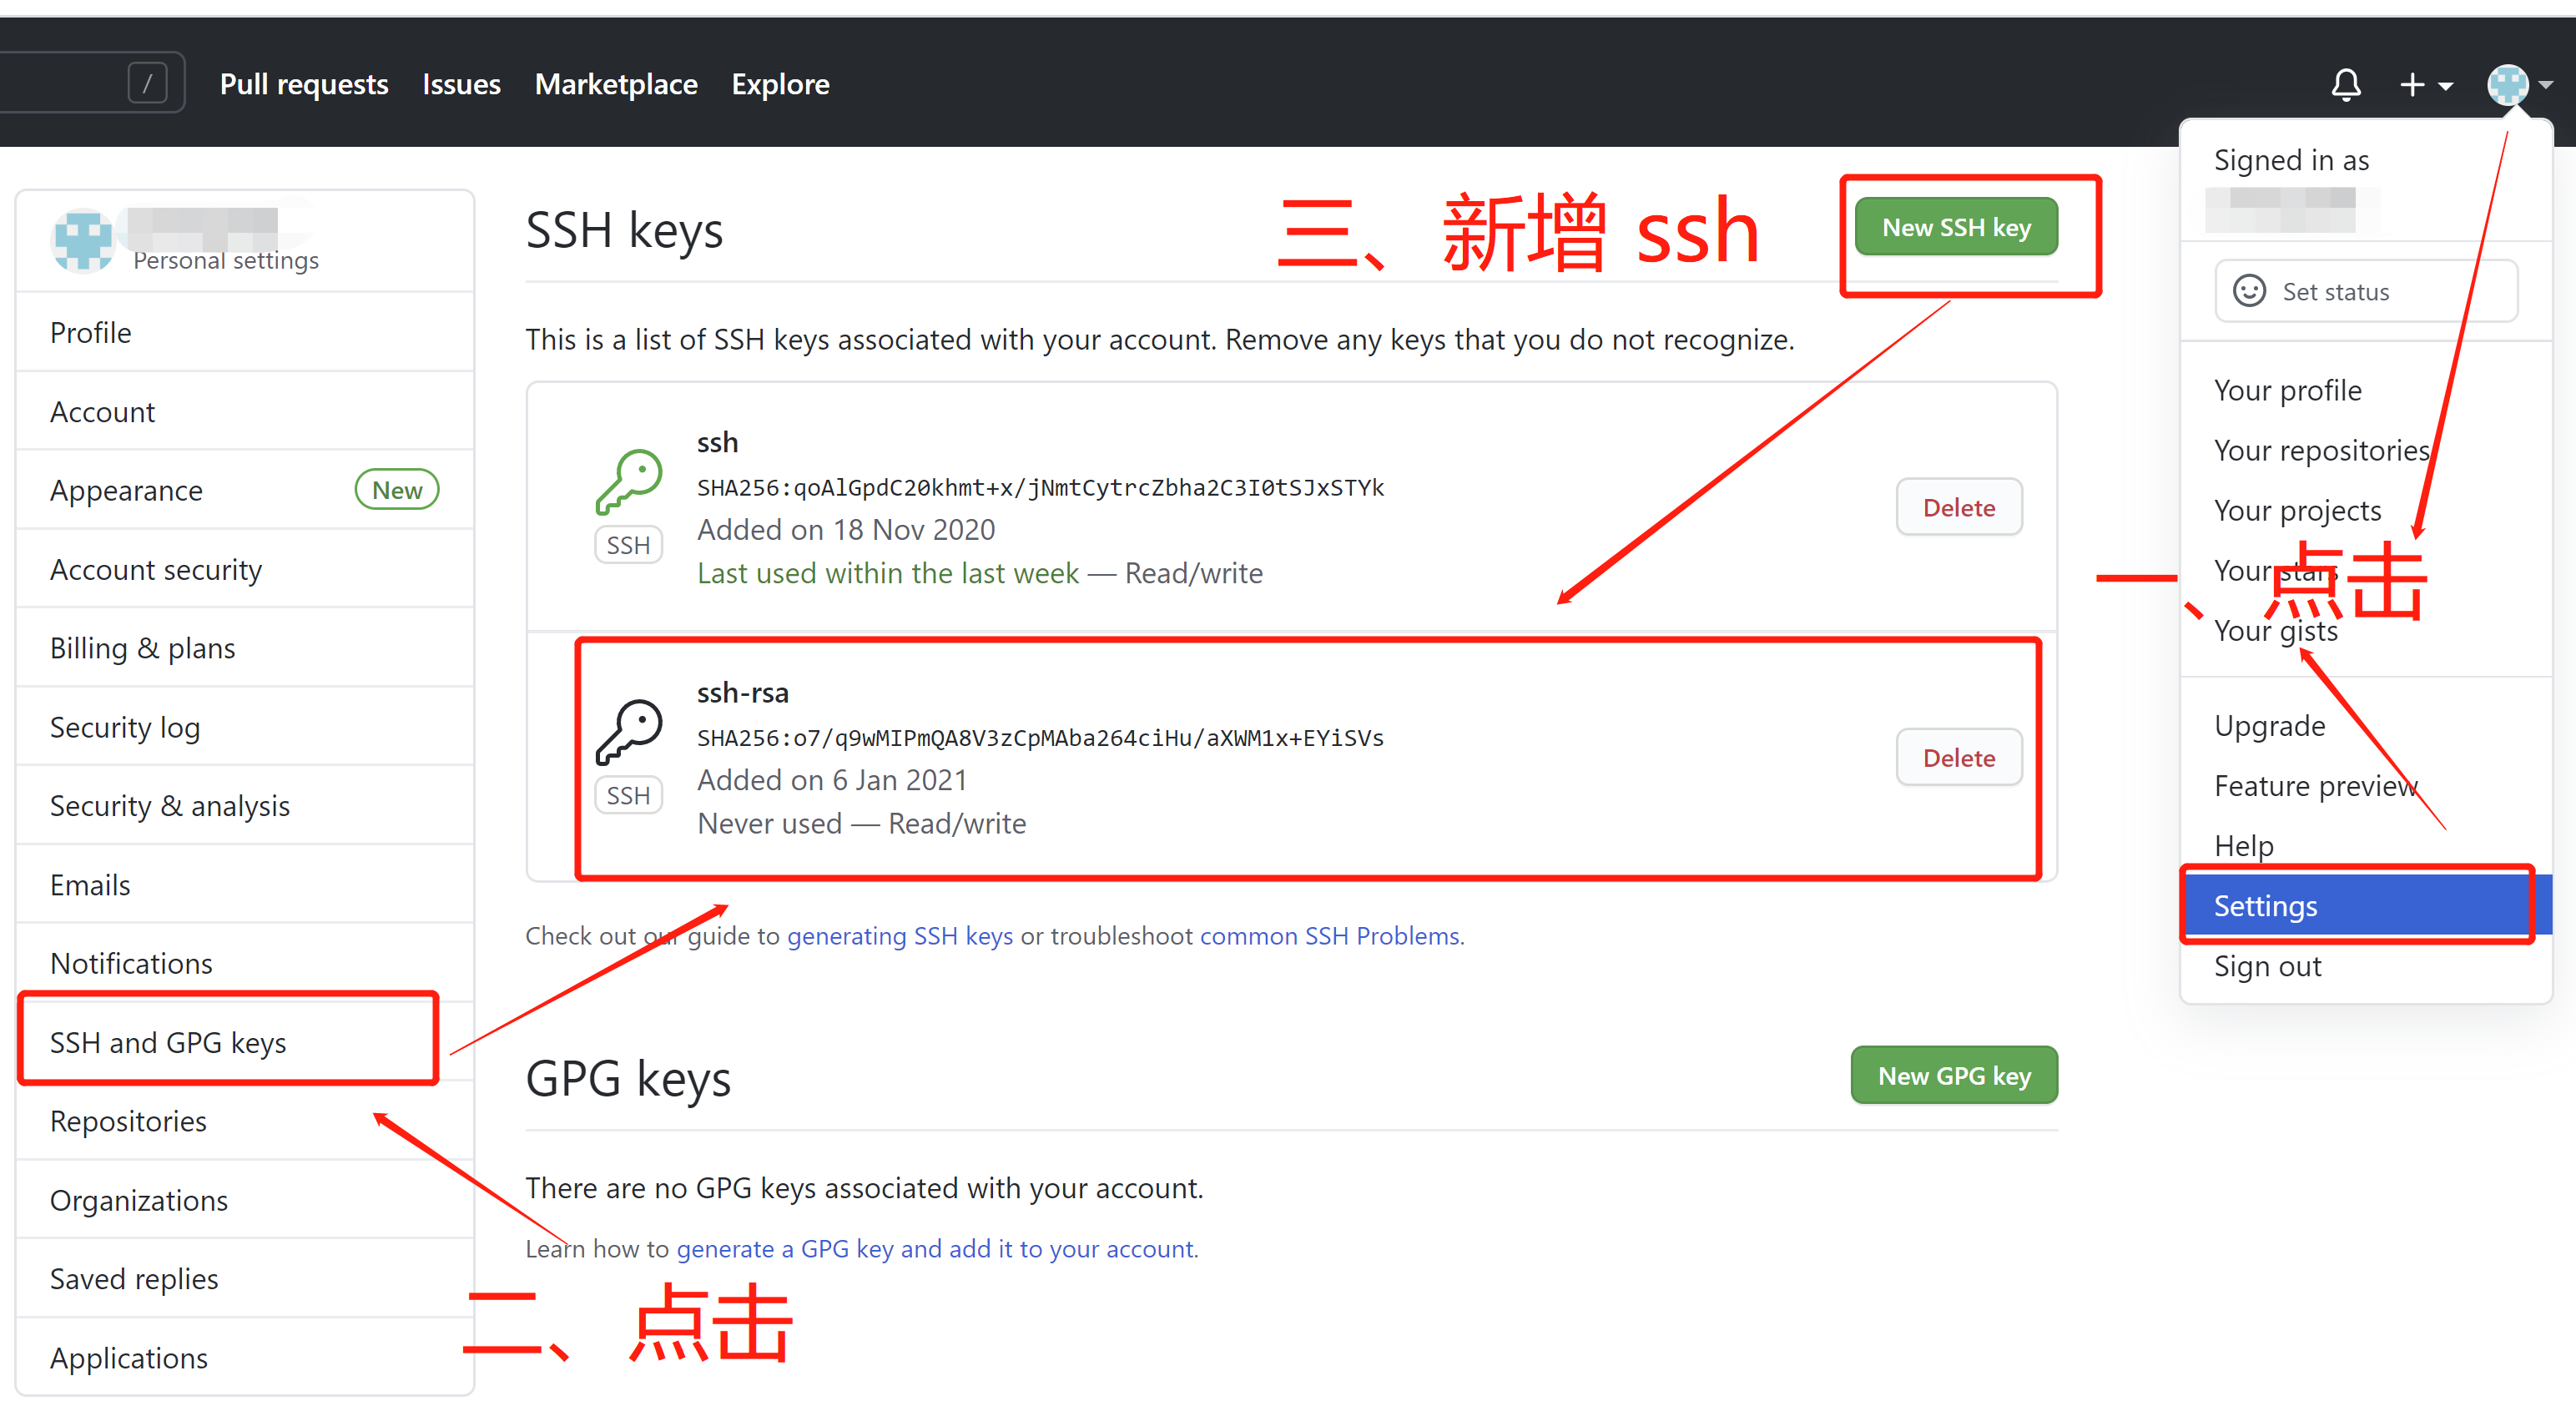 /
Pull requests
Issues
Marketplace
Explore
Personal settings
Profile
Account
Appearance New
Account security
Billing & plans
Security log
Security & analysis
Emails
Notifications
SSH and GPG keys
Repositories
Organizations
Saved replies
Applications
SSH keys
三、新增 ssh
New SSH key
This is a list of SSH keys associated with your account. Remove any keys that you do not recognize.
ssh
SHA256:qoAlGpdC20khmt+x/jNmtCytrcZbha2C3I0tSJxSTYk
Added on 18 Nov 2020
Last used within the last week — Read/write
SSH
Delete
ssh-rsa
SHA256:o7/q9wMIPmQA8V3zCpMAba264ciHu/aXWM1x+EYiSVs
Added on 6 Jan 2021
Never used — Read/write
SSH
Delete
Check out our guide to generating SSH keys or troubleshoot common SSH Problems.
GPG keys
New GPG key
There are no GPG keys associated with your account.
Learn how to generate a GPG key and add it to your account.
二、点击
Signed in as
Set status
Your profile
Your repositories
Your projects
Your stars
一、点击
Your gists
Upgrade
Feature preview
Help
Settings
Sign out